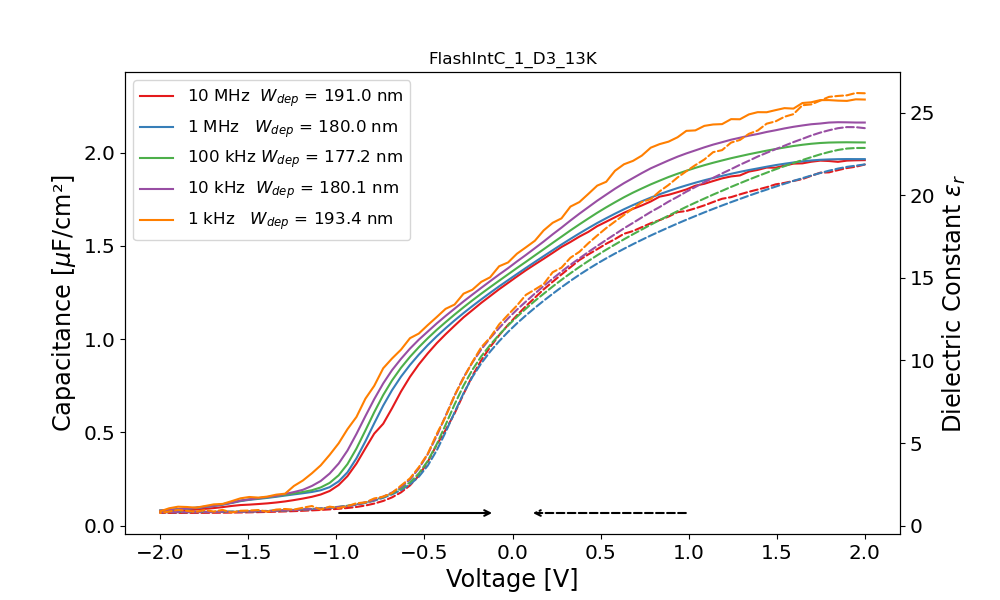 FlashIntC_1_D3_13K
10 MHz W_dep = 191.0 nm
1 MHz W_dep = 180.0 nm
100 kHz W_dep = 177.2 nm
10 kHz W_dep = 180.1 nm
1 kHz W_dep = 193.4 nm
Capacitance [μF/cm²]
2.0
1.5
1.0
0.5
0.0
25
20
15
10
5
0
Dielectric Constant ε_r
−2.0 −1.5 −1.0 −0.5 0.0 0.5 1.0 1.5 2.0
Voltage [V]